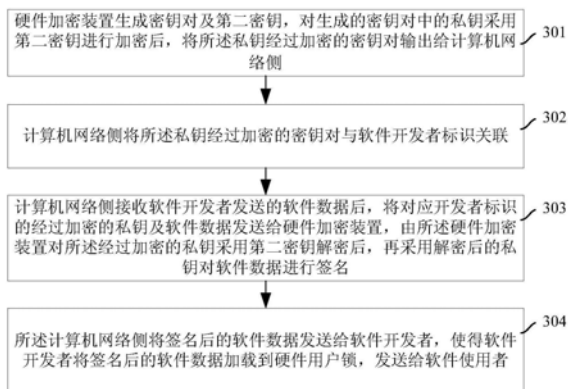 硬件加密装置生成密钥对及第二密钥，对生成的密钥对中的私钥采用
第二密钥进行加密后，将所述私钥经过加密的密钥对输出给计算机网
络侧
301
计算机网络侧将所述私钥经过加密的密钥对与软件开发者标识关联
302
计算机网络侧接收软件开发者发送的软件数据后，将对应开发者标识
的经过加密的私钥及软件数据发送给硬件加密装置，由所述硬件加密
装置对所述经过加密的私钥采用第二密钥解密后，再采用解密后的私
钥对软件数据进行签名
303
所述计算机网络侧将签名后的软件数据发送给软件开发者，使得软件
开发者将签名后的软件数据加载到硬件用户锁，发送给软件使用者
304